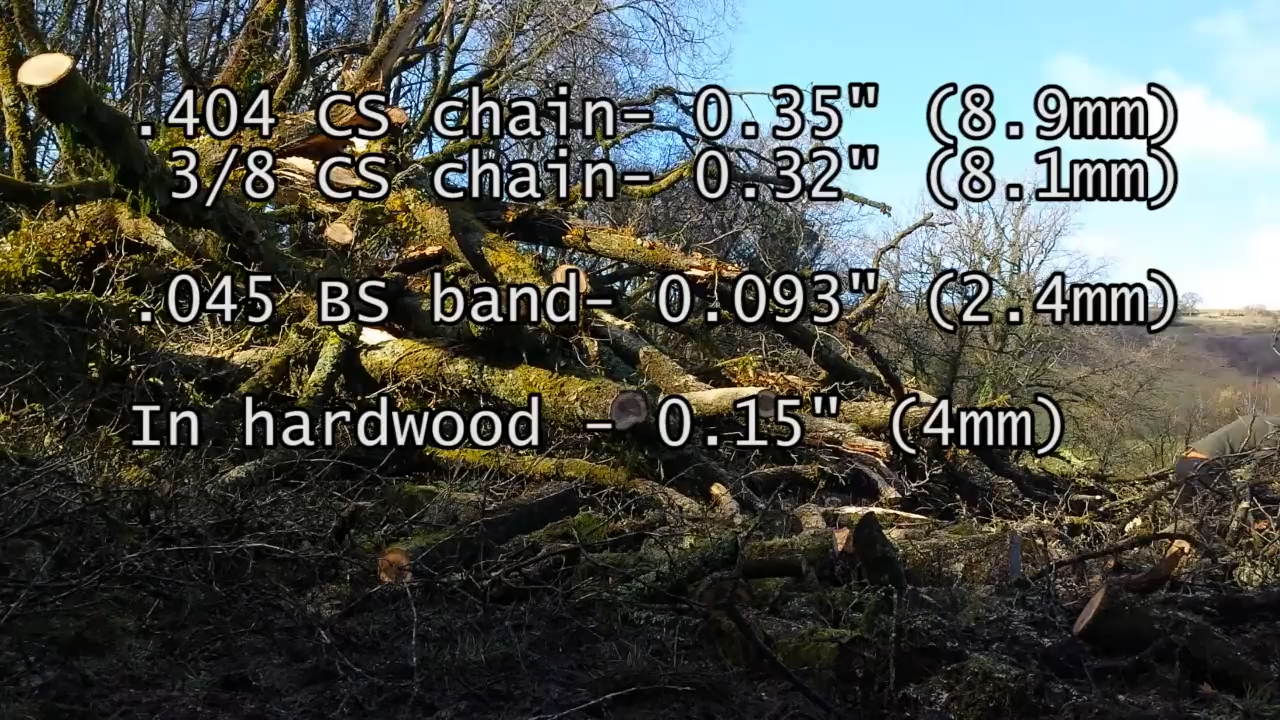 .404 CS chain- 0.35" (8.9mm)
3/8 CS chain- 0.32" (8.1mm)
.045 BS band- 0.093" (2.4mm)
In hardwood - 0.15" (4mm)